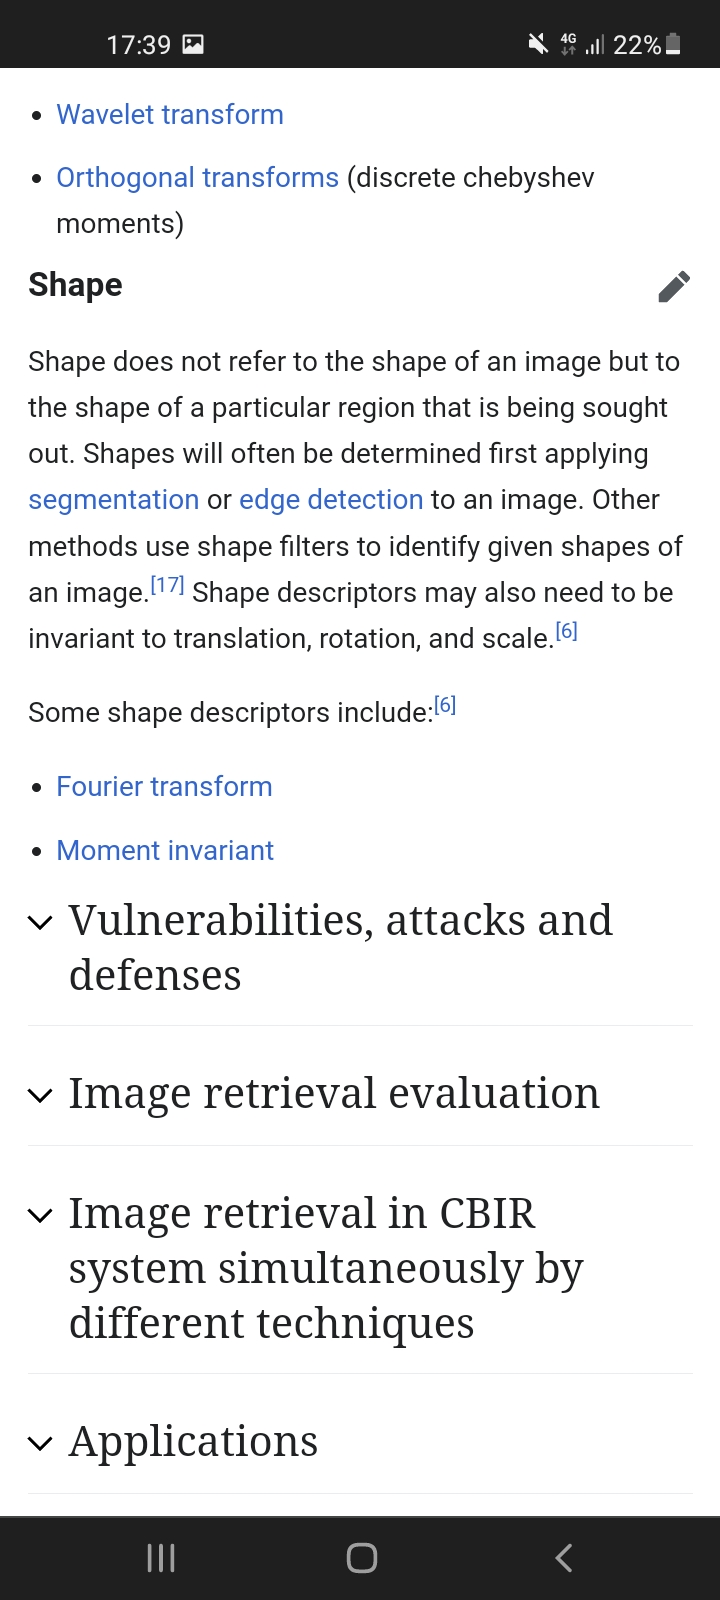 17:39
4G
22%
Wavelet transform
Orthogonal transforms (discrete chebyshev
moments)
Shape
Shape does not refer to the shape of an image but to
the shape of a particular region that is being sought
out. Shapes will often be determined first applying
segmentation or edge detection to an image. Other
methods use shape filters to identify given shapes of
an image.[17] Shape descriptors may also need to be
invariant to translation, rotation, and scale.[6]
Some shape descriptors include:[6]
Fourier transform
Moment invariant
Vulnerabilities, attacks and
defenses
Image retrieval evaluation
Image retrieval in CBIR
system simultaneously by
different techniques
Applications